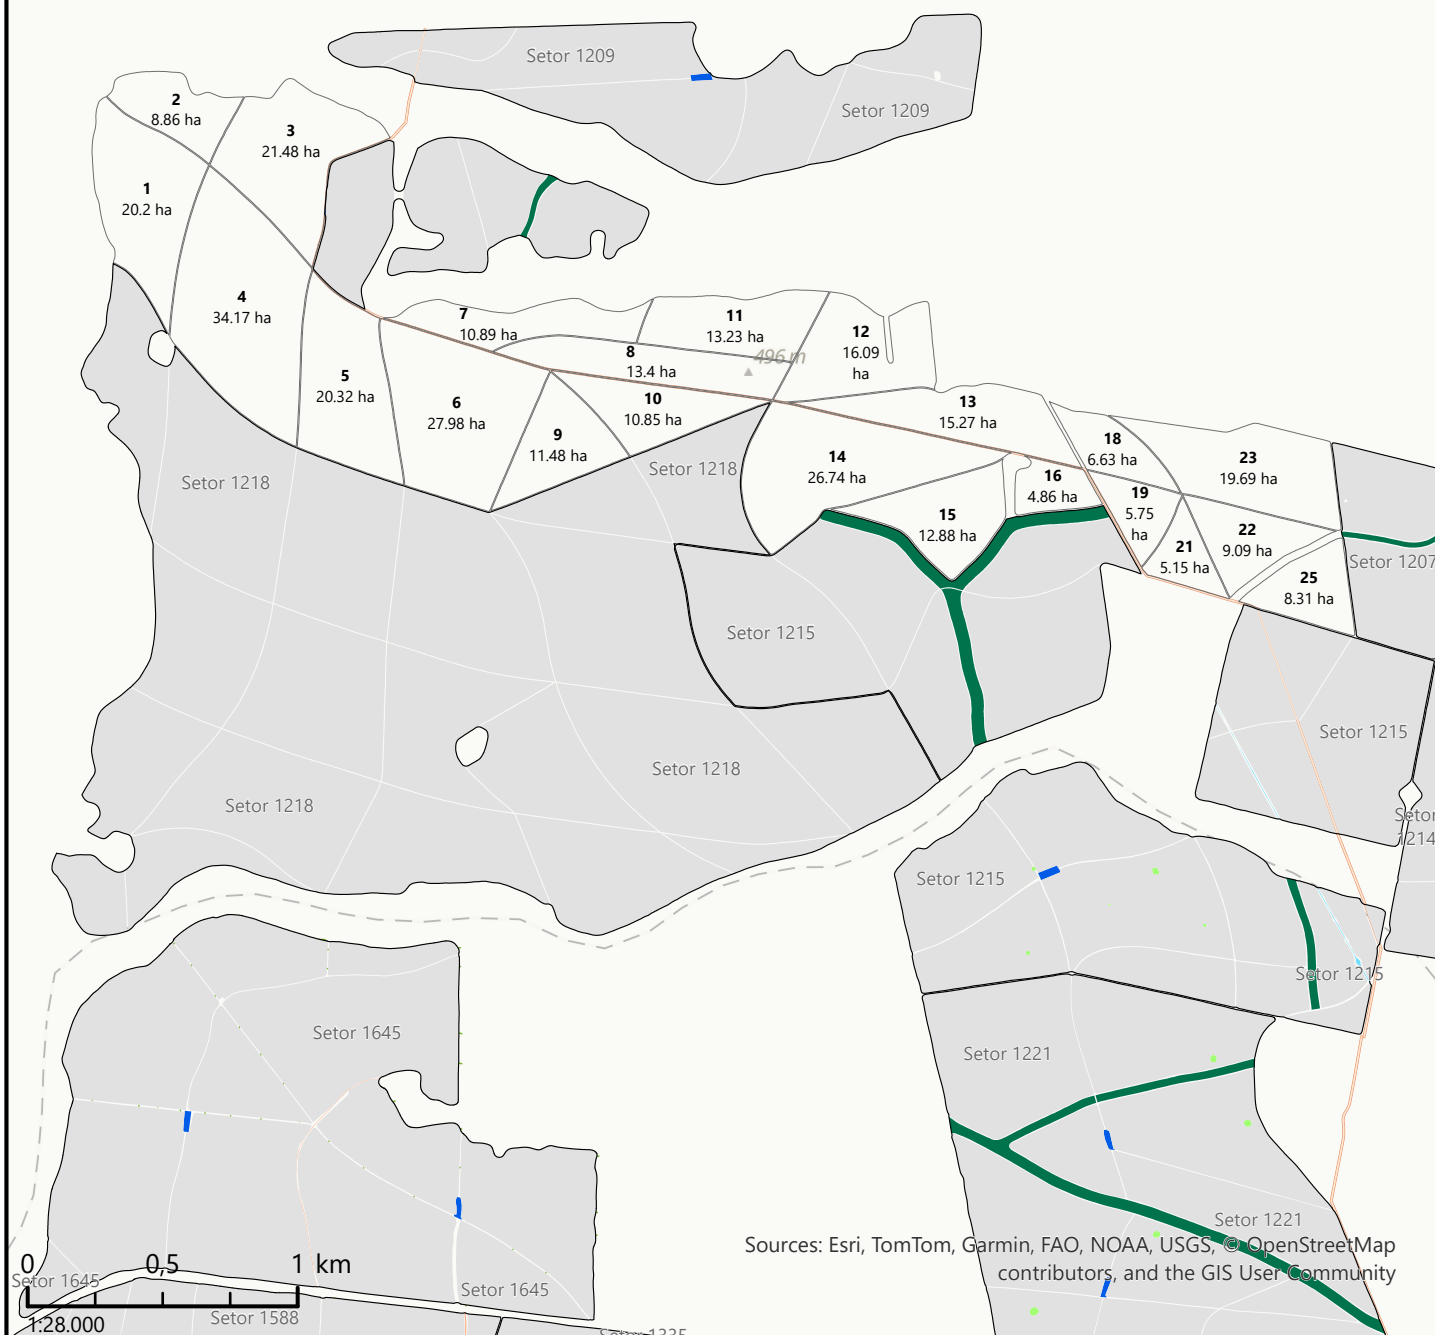 Setor 1209
Setor 1209
2
8.86 ha
3
21.48 ha
1
20.2 ha
4
34.17 ha
7
10.89 ha
11
13.23 ha
12
16.09
ha
8
13.4 ha
496 m
5
20.32 ha
6
27.98 ha
10
10.85 ha
9
11.48 ha
13
15.27 ha
14
26.74 ha
18
6.63 ha
23
19.69 ha
16
4.86 ha
19
5.75
ha
15
12.88 ha
22
9.09 ha
21
5.15 ha
25
8.31 ha
Setor 1218
Setor 1218
Setor 1207
Setor 1215
Setor 1215
Setor 1218
Setor 1218
Setor
1214
Setor 1215
Setor 1215
Setor 1645
Setor 1221
Setor 1221
Sources: Esri, TomTom, Garmin, FAO, NOAA, USGS, © OpenStreetMap
contributors, and the GIS User Community
0 0,5 1 km
Setor 1645
Setor 1645
1:28.000
Setor 1588
Setor 1335